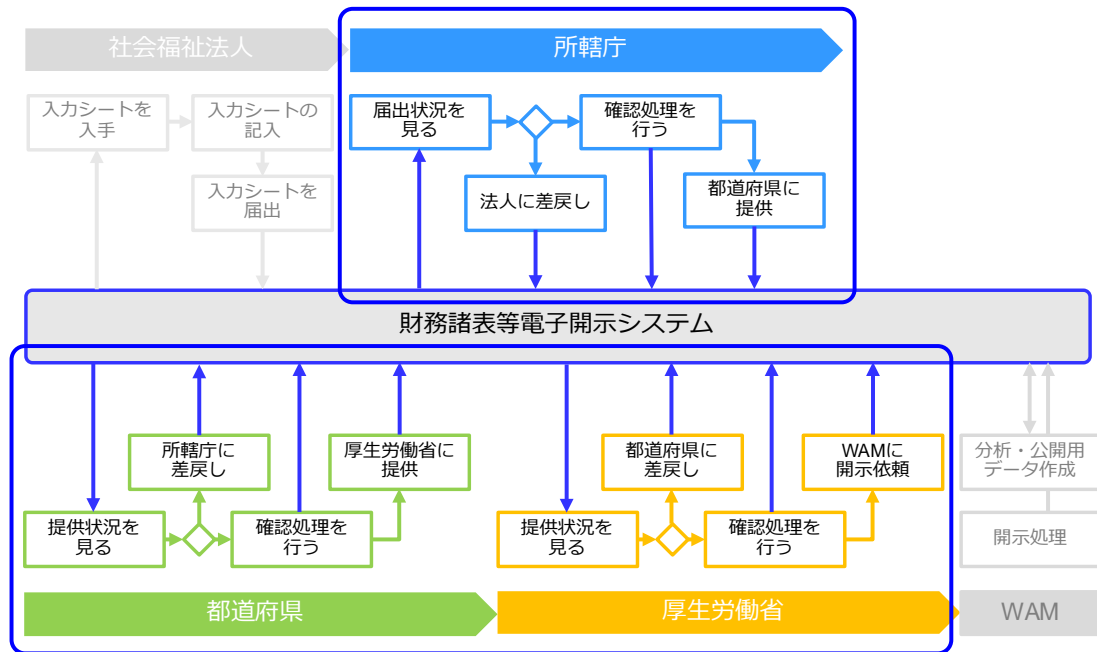 社会福祉法人
所轄庁
入力シートを
入手
入力シートの
記入
入力シートを
届出
届出状況を
見る
確認処理を
行う
法人に差戻し
都道府県に
提供
財務諸表等電子開示システム
所轄庁に
差戻し
厚生労働省に
提供
提供状況を
見る
確認処理を
行う
都道府県に
差戻し
WAMに
開示依頼
提供状況を
見る
確認処理を
行う
分析・公開用
データ作成
開示処理
都道府県
厚生労働省
WAM